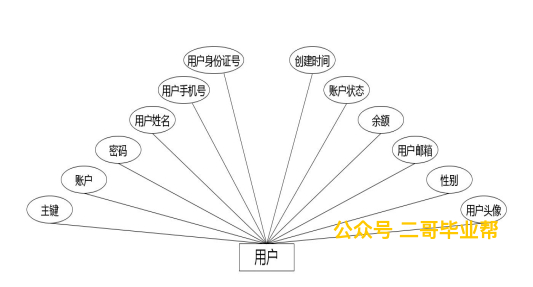 用户身份证号
创建时间
用户手机号
账户状态
用户姓名
余额
密码
用户邮箱
账户
性别
主键
用户头像
公众号 二哥毕业帮
用户